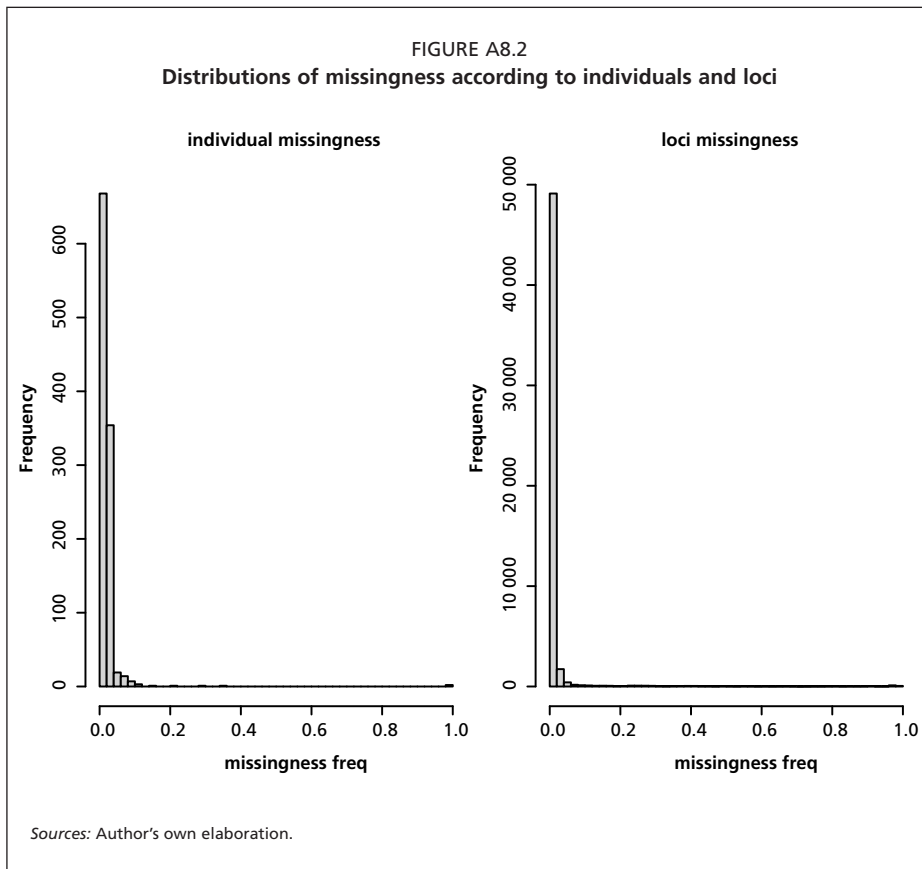 FIGURE A8.2
Distributions of missingness according to individuals and loci
individual missingness
Frequency
0
100
200
300
400
500
600
0.0 0.2 0.4 0.6 0.8 1.0
missingness freq
loci missingness
Frequency
0
10 000
20 000
30 000
40 000
50 000
0.0 0.2 0.4 0.6 0.8 1.0
missingness freq
Sources: Author's own elaboration.